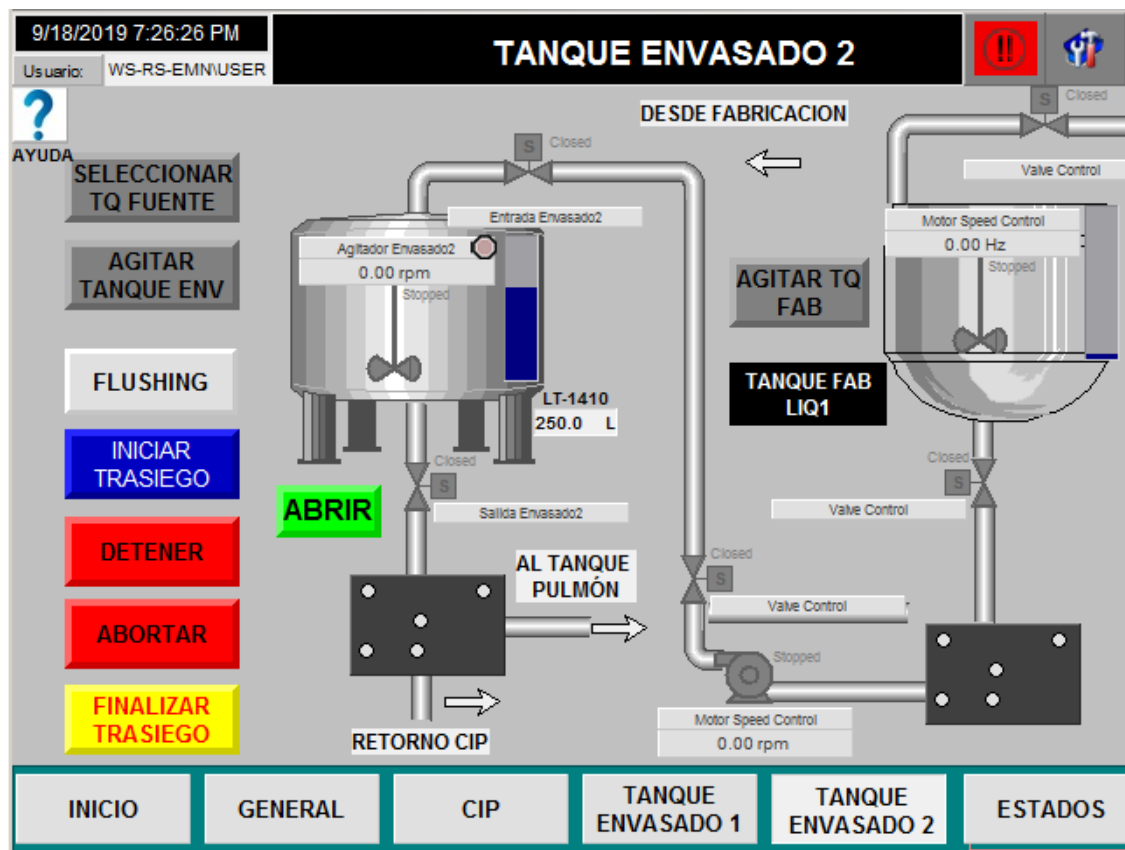 9/18/2019 7:26:26 PM
TANQUE ENVASADO 2
Usuario:
WS-RS-EMN\USER
AYUDA
SELECCIONAR
TQ FUENTE
AGITAR
TANQUE ENV
FLUSHING
INICIAR
TRASIEGO
DETENER
ABORTAR
FINALIZAR
TRASIEGO
DESDE FABRICACION
S
Closed
Entrada Envasado2
Agitador Envasado2
0.00 rpm
Stopped
LT-1410
250.0 L
Closed
S
Salida Envasado2
ABRIR
AL TANQUE
PULMÓN
RETORNO CIP
S
Closed
Valve Control
Motor Speed Control
0.00 Hz
Stopped
AGITAR TQ
FAB
TANQUE FAB
LIQ1
Closed
S
Valve Control
Closed
S
Valve Control
Stopped
Motor Speed Control
0.00 rpm
INICIO
GENERAL
CIP
TANQUE
ENVASADO 1
TANQUE
ENVASADO 2
ESTADOS